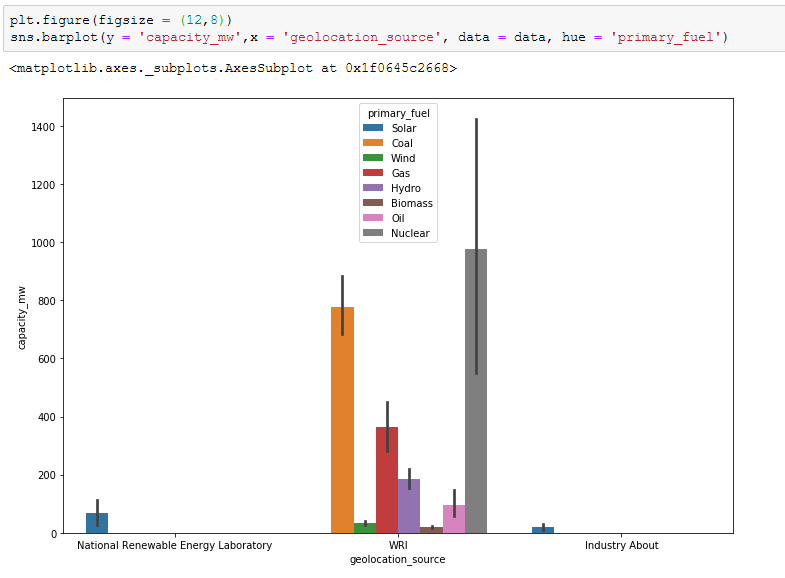 plt.figure(figsize = (12,8))
sns.barplot(y = 'capacity_mw',x = 'geolocation_source', data = data, hue = 'primary_fuel')
<matplotlib.axes._subplots.AxesSubplot at 0x1f0645c2668>
primary_fuel
Solar
Coal
Wind
Gas
Hydro
Biomass
Oil
Nuclear
1400
1200
1000
800
600
400
200
0
capacity_mw
National Renewable Energy Laboratory
WRI
Industry About
geolocation_source